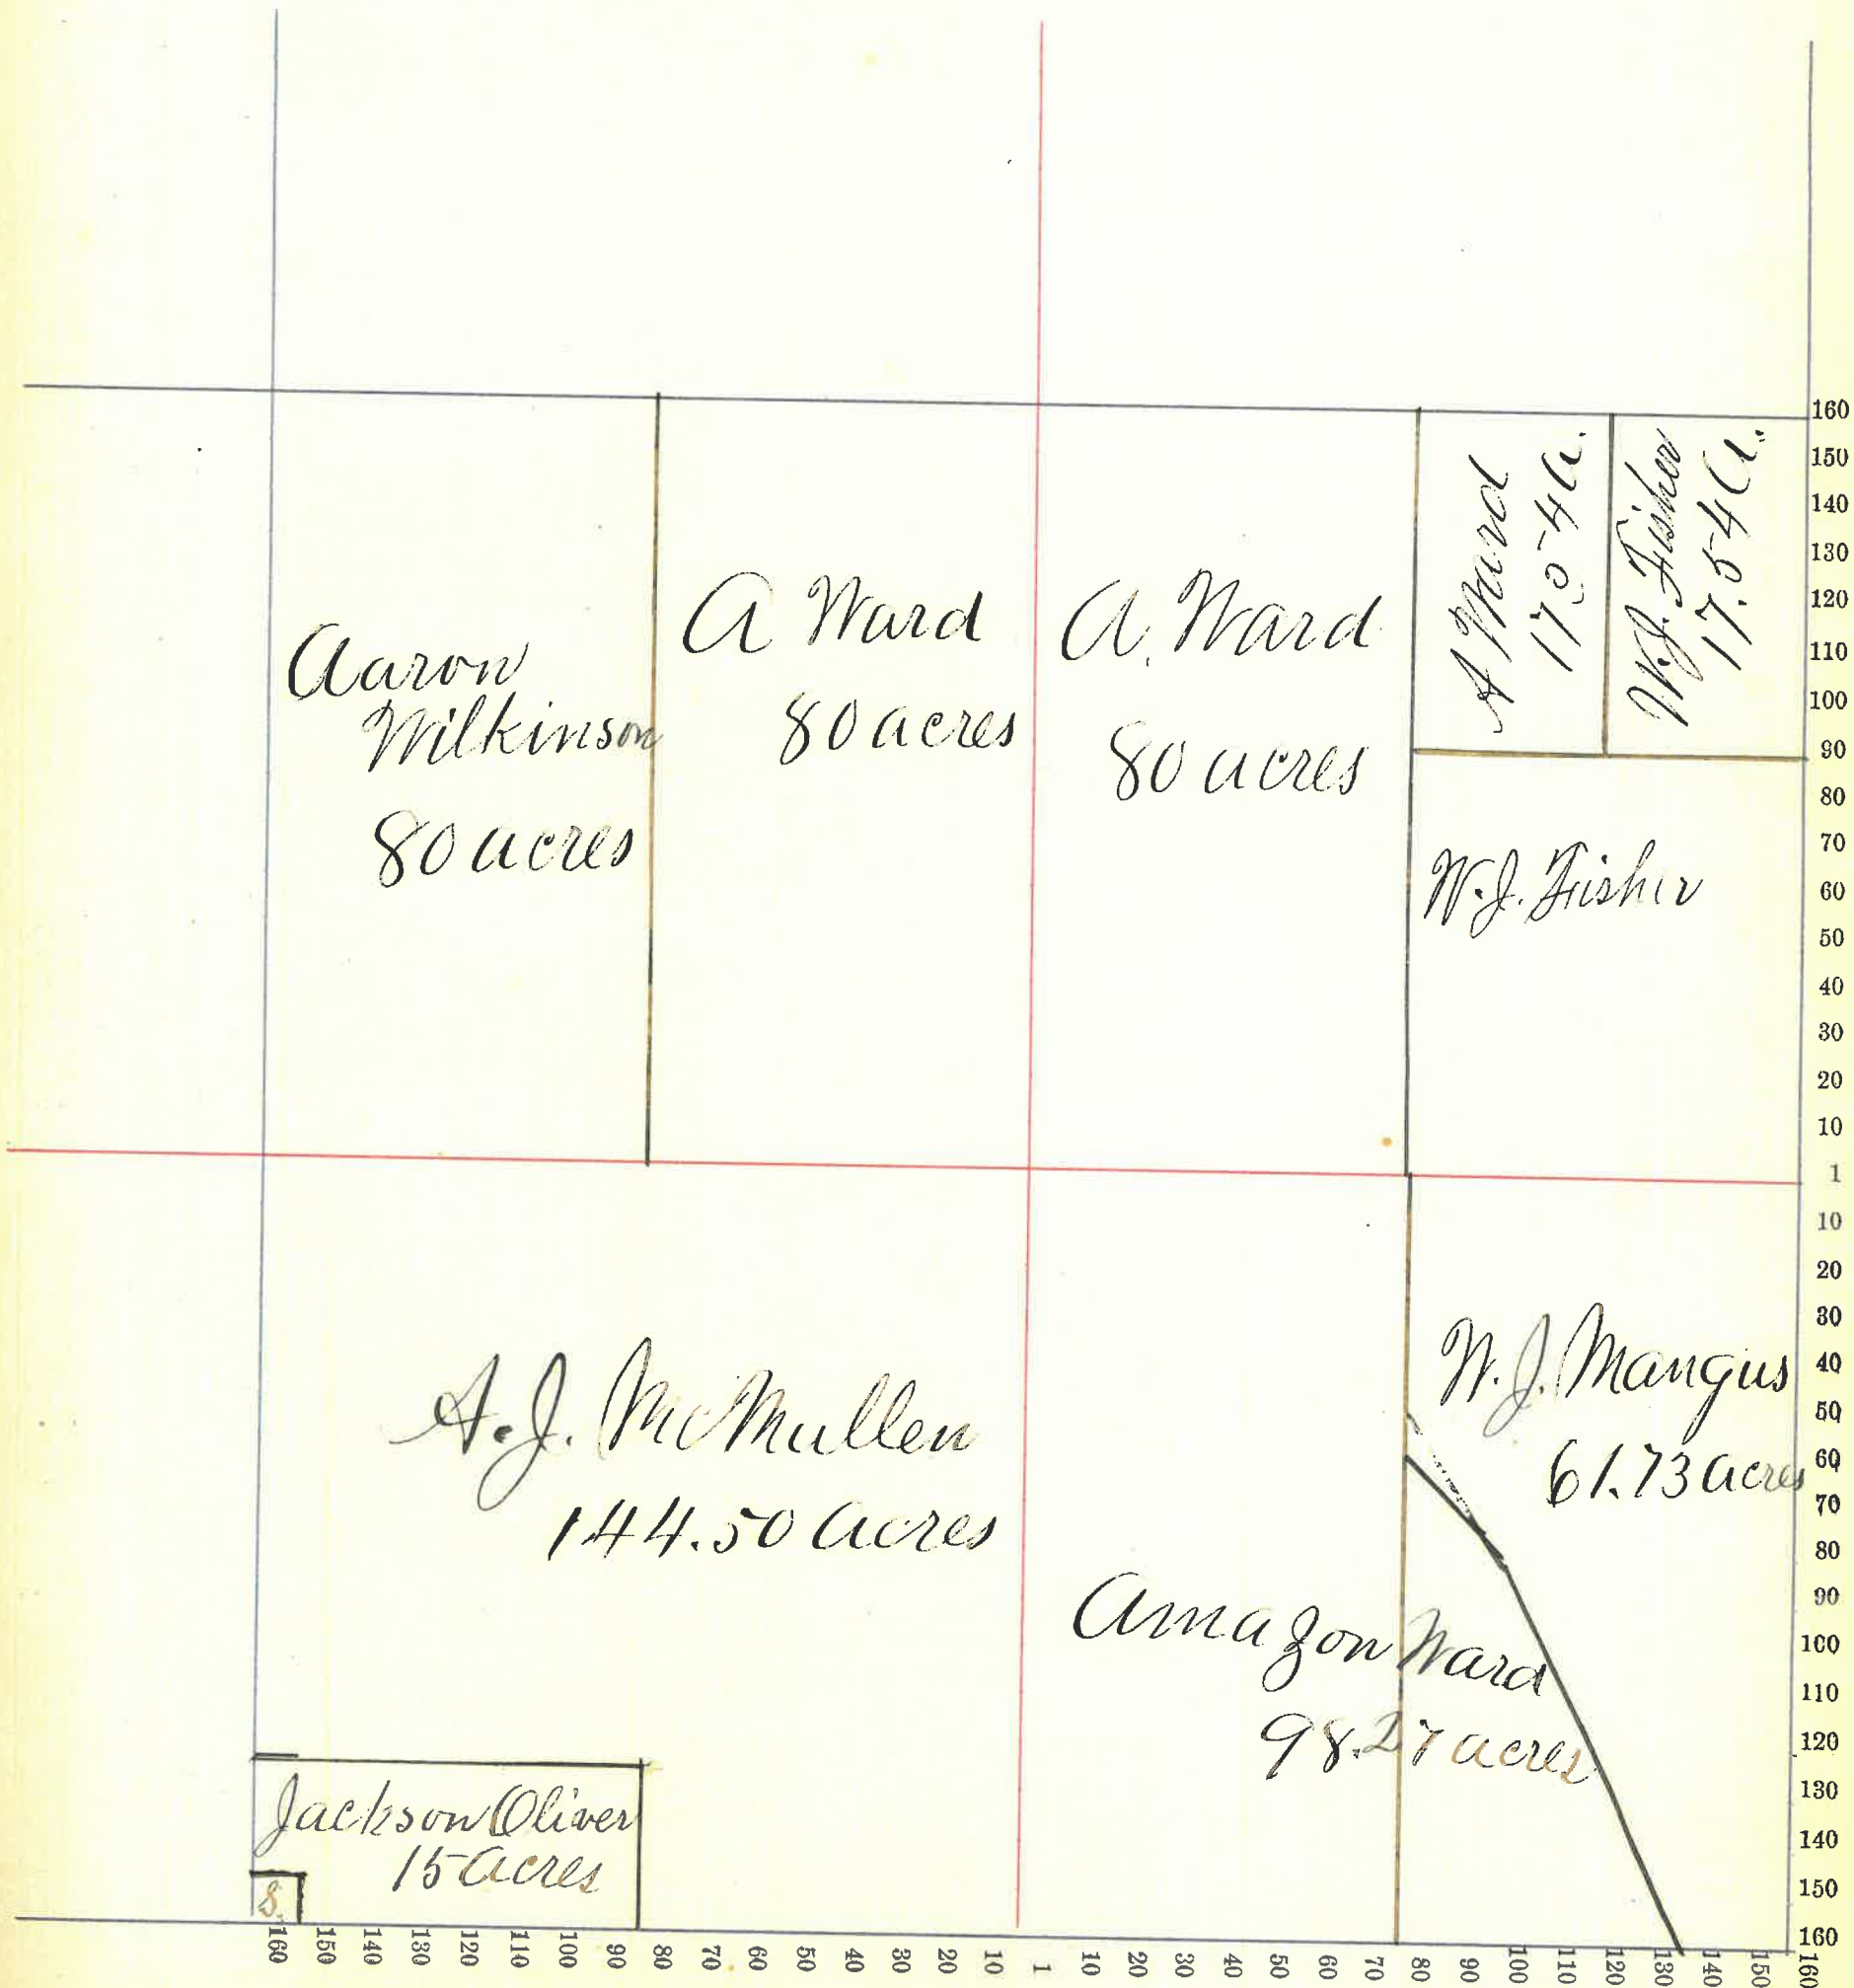 Aaron
Wilkinson
80 acres
A Ward
80 acres
A. Ward
80 acres
A Ward
17.54 A.
W.J. Fisher
17.54 A.
W.J. Fisher
A.J. McMullen
144.50 Acres
W.J. Mangus
61.73 acres
Amazon Ward
98.27 acres
Jackson Oliver
15 Acres
S.
160
150
140
130
120
110
100
90
80
70
60
50
40
30
20
10
1
10
20
30
40
50
60
70
80
90
100
110
120
130
140
150
160
160 150 140 130 120 110 100 90 80 70 60 50 40 30 20 10 1 10 20 30 40 50 60 70 80 90 100 110 120 130 140 150 160